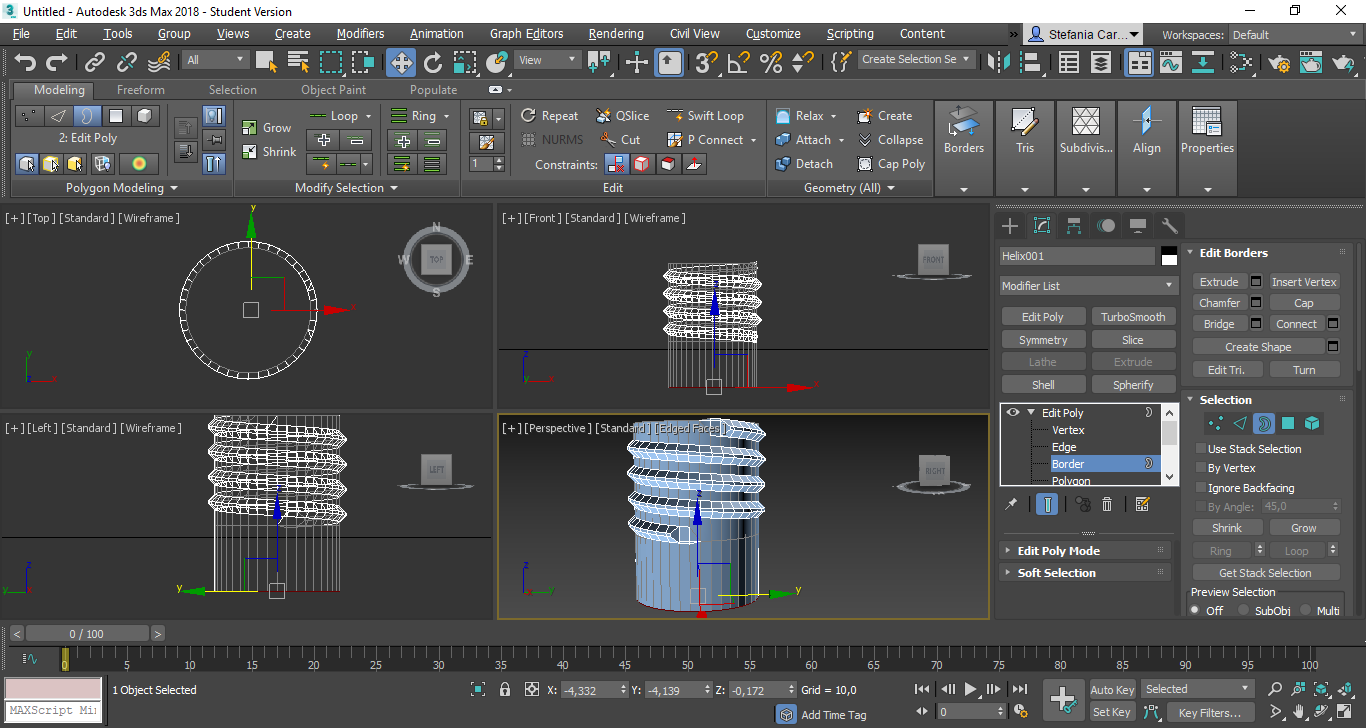 Untitled - Autodesk 3ds Max 2018 - Student Version
File Edit Tools Group Views Create Modifiers Animation Graph Editors Rendering Civil View Customize Scripting Content » Stefania Car... Workspaces: Default
All View Create Selection Se
Modeling Freeform Selection Object Paint Populate
Loop Ring Repeat QSlice Swift Loop Relax Create
2: Edit Poly Grow NURMS Cut P Connect Attach Collapse Borders Tris Subdivis... Align Properties
Shrink 1 Constraints: Detach Cap Poly
Polygon Modeling Modify Selection Edit Geometry (All)
[+] [Top] [Standard] [Wireframe]
y
N
W TOP E
S
x
y
z x
[+] [Front] [Standard] [Wireframe]
FRONT
z
z
y x
x
[+] [Left] [Standard] [Wireframe]
LEFT
z
z
y
y
[+] [Perspective] [Standard] [Edged Faces]
RIGHT
z
z
y
y
Helix001
Modifier List
Edit Poly TurboSmooth
Symmetry Slice
Lathe Extrude
Shell Spherify
Edit Poly
Vertex
Edge
Border
Polygon
Edit Poly Mode
Soft Selection
Edit Borders
Extrude Insert Vertex
Chamfer Cap
Bridge Connect
Create Shape
Edit Tri. Turn
Selection
Use Stack Selection
By Vertex
Ignore Backfacing
By Angle: 45,0
Shrink Grow
Ring Loop
Get Stack Selection
Preview Selection
Off SubObj Multi
< 0 / 100 >
0 5 10 15 20 25 30 35 40 45 50 55 60 65 70 75 80 85 90 95 100
1 Object Selected X: -4,332 Y: -4,139 Z: -0,172 Grid = 10,0 Auto Key Selected
MAXScript Mi Add Time Tag 0 Set Key Key Filters...